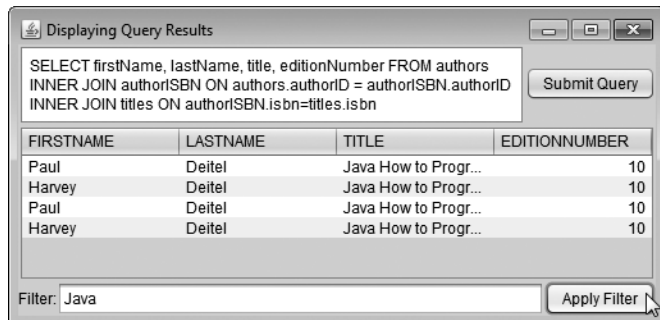 Displaying Query Results
SELECT firstName, lastName, title, editionNumber FROM authors
INNER JOIN authorISBN ON authors.authorID = authorISBN.authorID
INNER JOIN titles ON authorISBN.isbn=titles.isbn
Submit Query
FIRSTNAME LASTNAME TITLE EDITIONNUMBER
Paul Deitel Java How to Progr... 10
Harvey Deitel Java How to Progr... 10
Paul Deitel Java How to Progr... 10
Harvey Deitel Java How to Progr... 10
Filter: Java Apply Filter